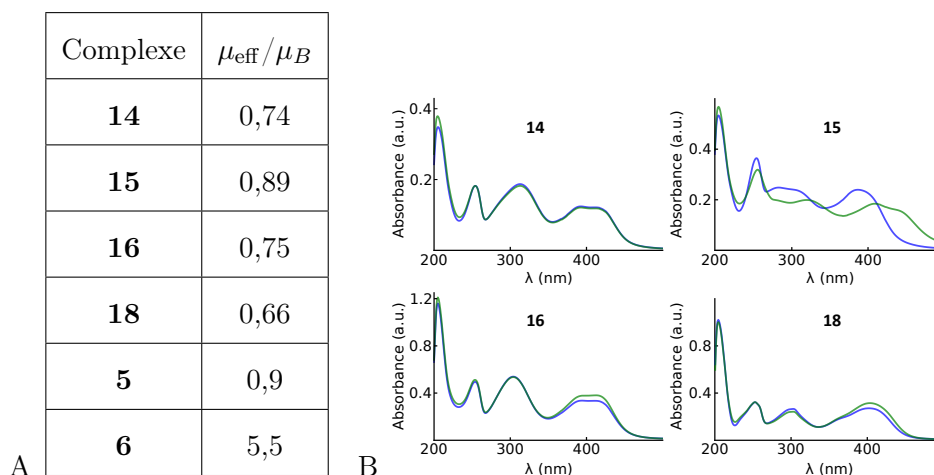 Complexe μeff/μB
14 0,74
15 0,89
16 0,75
18 0,66
5 0,9
6 5,5
A
B
14
Absorbance (a.u.)
0.4
0.2
200 300 400
λ (nm)
15
Absorbance (a.u.)
0.4
0.2
200 300 400
λ (nm)
16
Absorbance (a.u.)
1.2
0.8
0.4
200 300 400
λ (nm)
18
Absorbance (a.u.)
0.8
0.4
200 300 400
λ (nm)